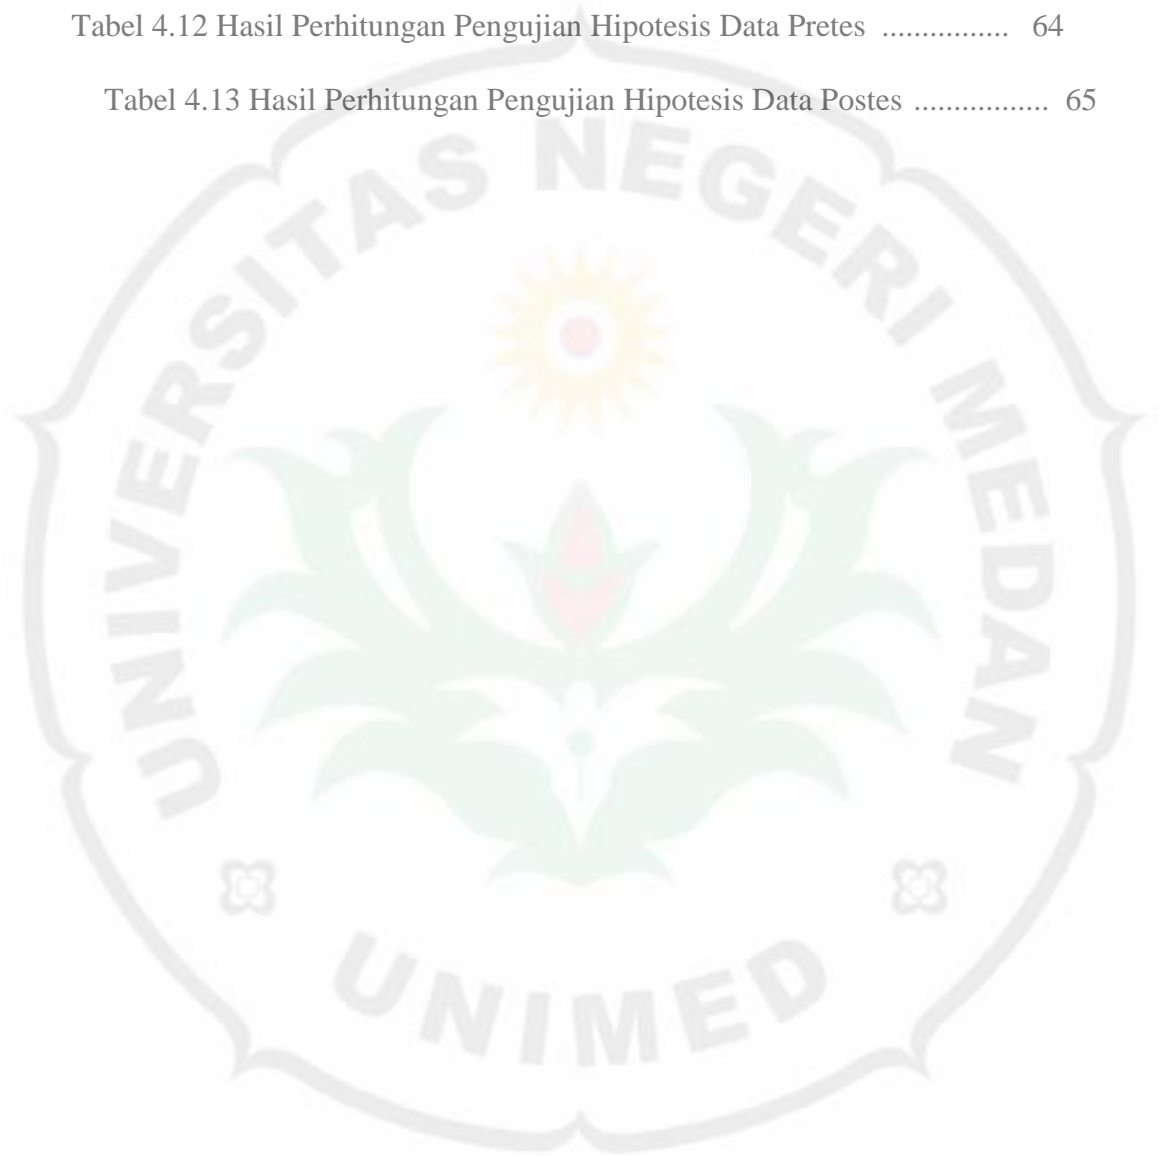 Tabel 4.12 Hasil Perhitungan Pengujian Hipotesis Data Pretes ................ 64
Tabel 4.13 Hasil Perhitungan Pengujian Hipotesis Data Postes ................. 65
UNIVERSITAS NEGERI MEDAN
UNIMED